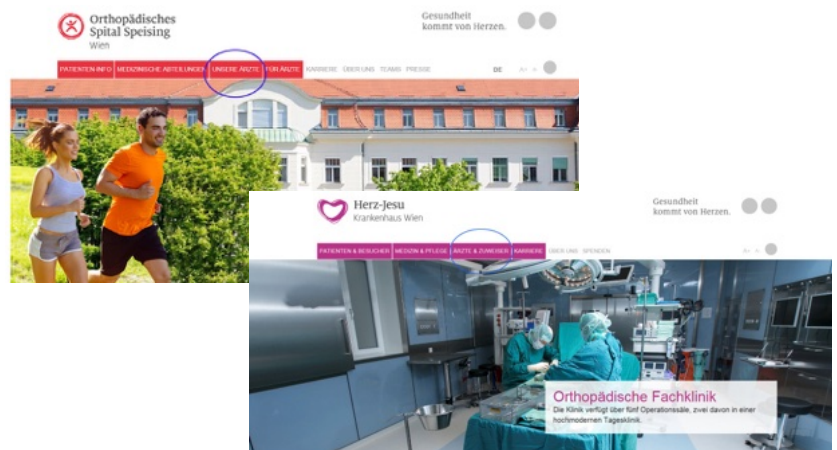 Orthopädisches
Spital Speising
Wien
Gesundheit
kommt von Herzen.
PATIENTEN-INFO MEDIZINISCHE ABTEILUNGEN UNSERE ÄRZTE FÜR ÄRZTE KARRIERE ÜBER UNS TEAMS PRESSE DE A+ A-
Herz-Jesu
Krankenhaus Wien
Gesundheit
kommt von Herzen.
PATIENTEN & BESUCHER MEDIZIN & PFLEGE ÄRZTE & ZUWEISER KARRIERE ÜBER UNS SPENDEN A+ A-
Orthopädische Fachklinik
Die Klinik verfügt über fünf Operationssäle, zwei davon in einer
hochmodernen Tagesklinik.